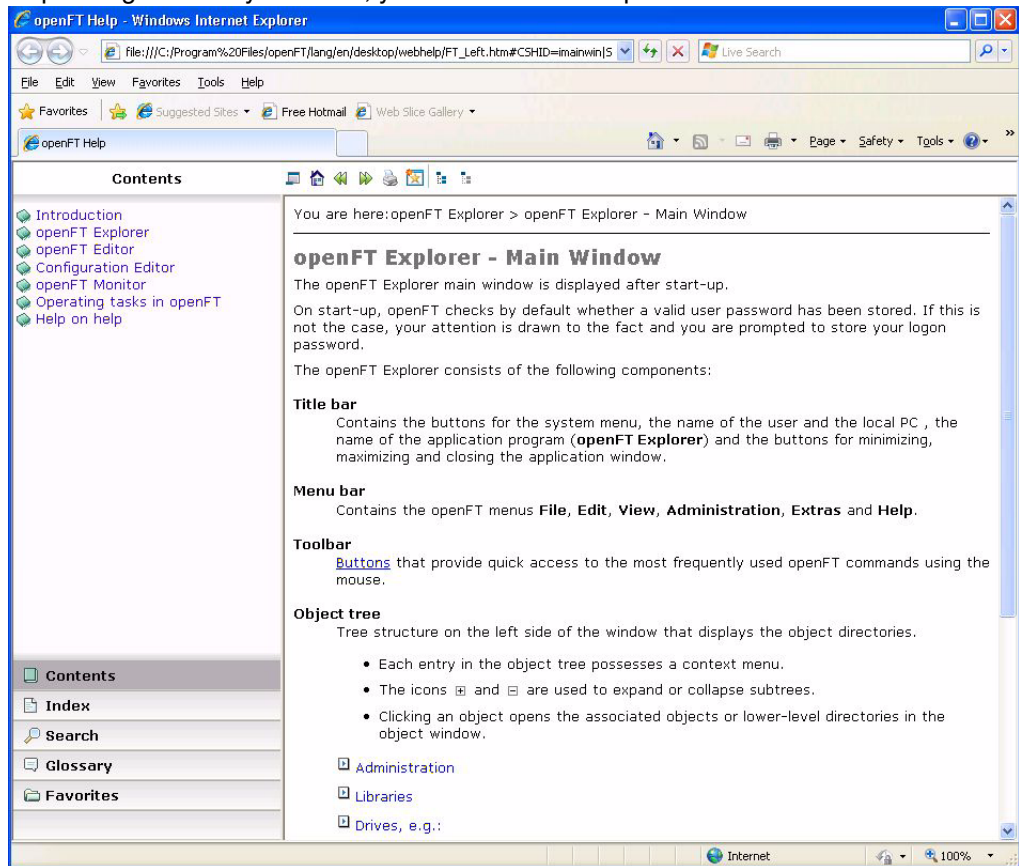 openFT Help - Windows Internet Explorer
file:///C:/Program%20Files/openFT/lang/en/desktop/webhelp/FT_Left.htm#CSHID=imainwin|S
Live Search
File Edit View Favorites Tools Help
Favorites Suggested Sites Free Hotmail Web Slice Gallery
openFT Help
Page Safety Tools »
Contents
Introduction
openFT Explorer
openFT Editor
Configuration Editor
openFT Monitor
Operating tasks in openFT
Help on help
Contents
Index
Search
Glossary
Favorites
You are here:openFT Explorer > openFT Explorer - Main Window
openFT Explorer - Main Window
The openFT Explorer main window is displayed after start-up.
On start-up, openFT checks by default whether a valid user password has been stored. If this is
not the case, your attention is drawn to the fact and you are prompted to store your logon
password.
The openFT Explorer consists of the following components:
Title bar
Contains the buttons for the system menu, the name of the user and the local PC , the
name of the application program (openFT Explorer) and the buttons for minimizing,
maximizing and closing the application window.
Menu bar
Contains the openFT menus File, Edit, View, Administration, Extras and Help.
Toolbar
Buttons that provide quick access to the most frequently used openFT commands using the
mouse.
Object tree
Tree structure on the left side of the window that displays the object directories.
• Each entry in the object tree possesses a context menu.
• The icons ⊞ and ⊟ are used to expand or collapse subtrees.
• Clicking an object opens the associated objects or lower-level directories in the
object window.
Administration
Libraries
Drives, e.g.:
Internet
100%